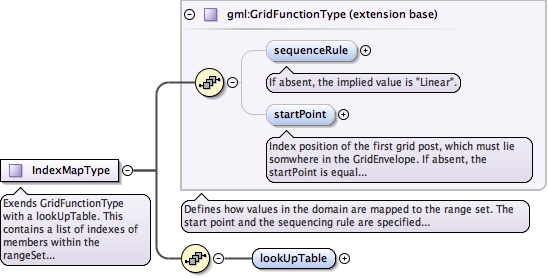 gml:GridFunctionType (extension base)
sequenceRule
If absent, the implied value is "Linear".
startPoint
Index position of the first grid post, which must lie
somwhere in the GridEnvelope. If absent, the
startPoint is equal...
IndexMapType
Exends GridFunctionType
with a lookUpTable. This
contains a list of indexes of
members within the
rangeSet...
Defines how values in the domain are mapped to the range set. The
start point and the sequencing rule are specified...
lookUpTable